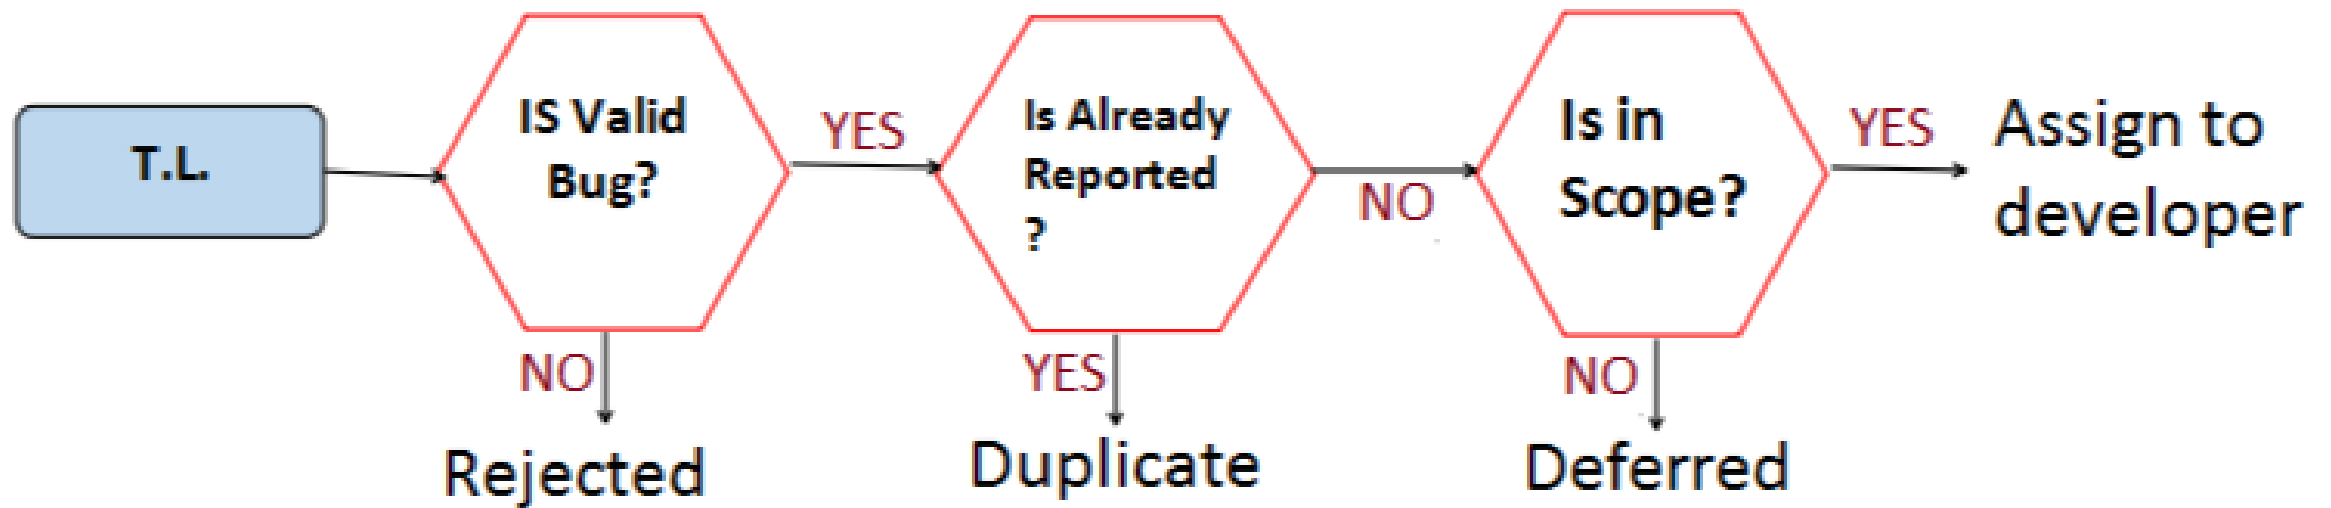 T.L.
IS Valid
Bug?
YES
Is Already
Reported
?
NO
Is in
Scope?
YES
Assign to
developer
NO
Rejected
YES
Duplicate
NO
Deferred